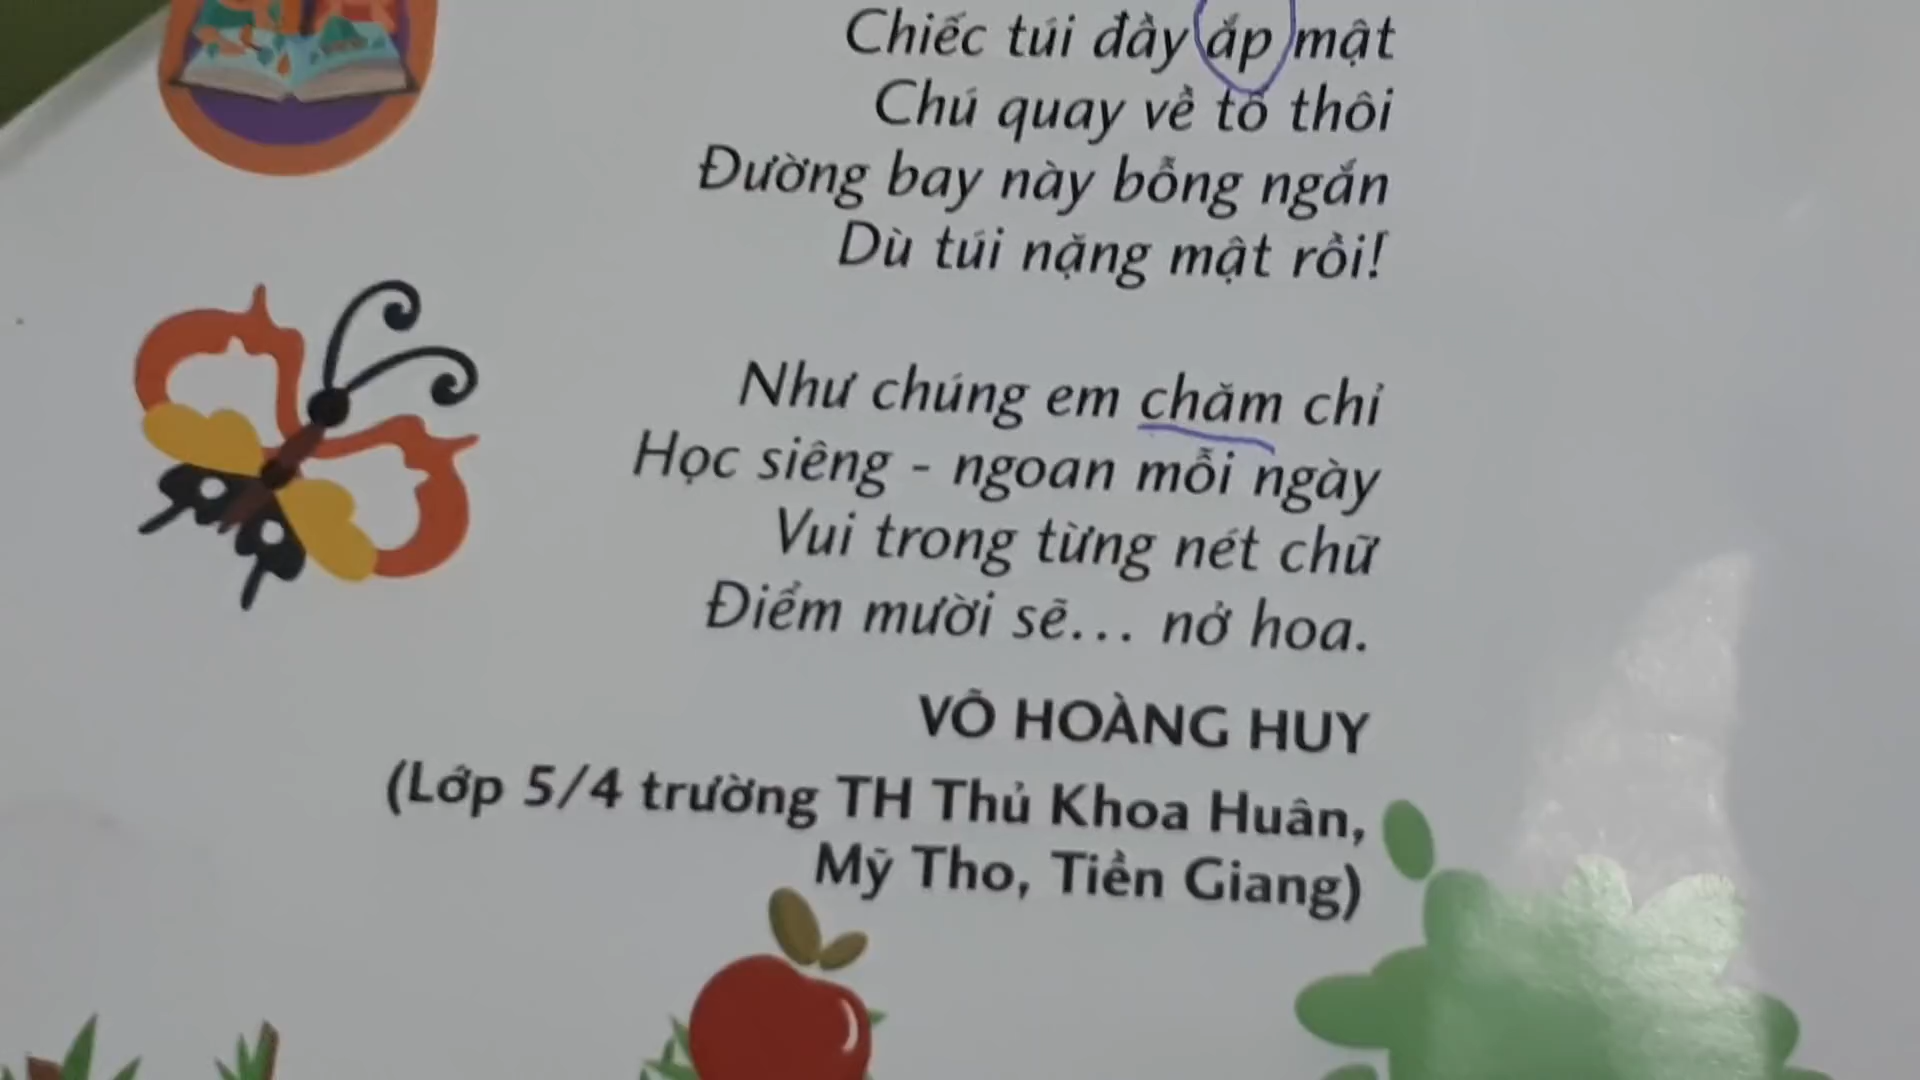 Chiếc túi đầy ắp mật
Chú quay về tổ thôi
Đường bay này bỗng ngắn
Dù túi nặng mật rồi!
Như chúng em chăm chỉ
Học siêng - ngoan mỗi ngày
Vui trong từng nét chữ
Điểm mười sẽ... nở hoa.
VÕ HOÀNG HUY
(Lớp 5/4 trường TH Thủ Khoa Huân,
Mỹ Tho, Tiền Giang)